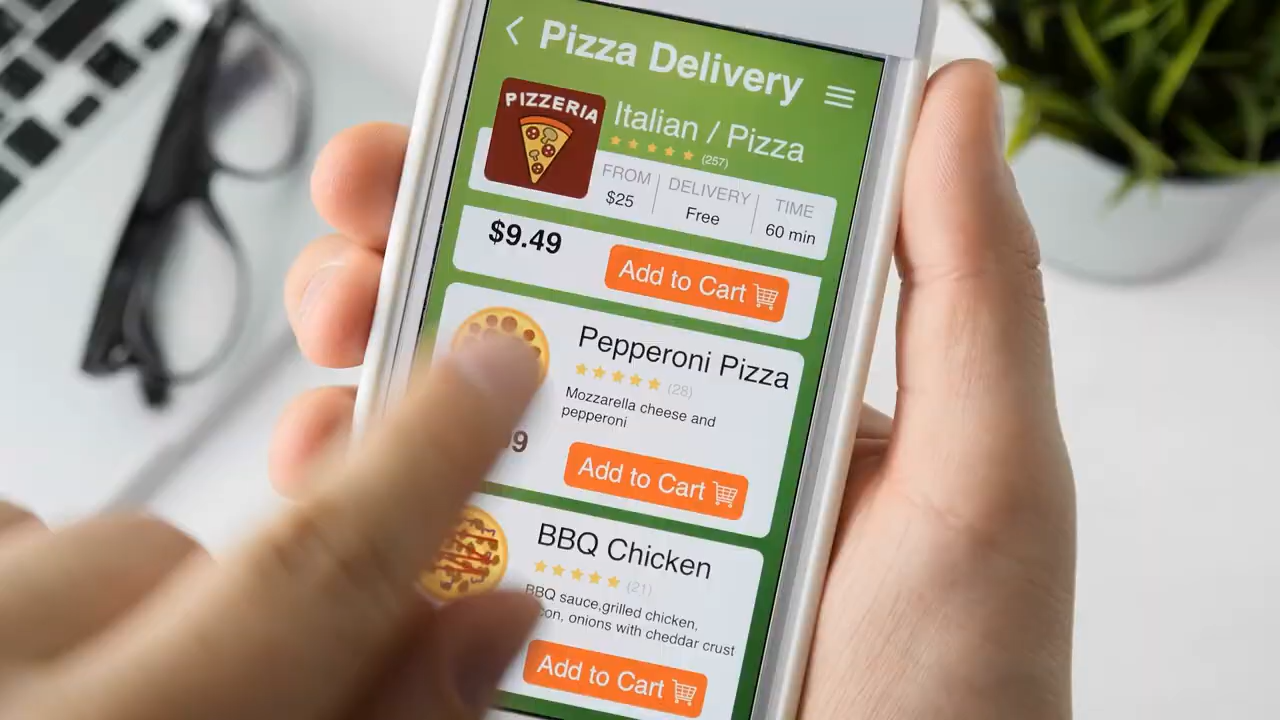 Pizza Delivery
PIZZERIA
Italian / Pizza
(257)
FROM
DELIVERY
TIME
$25
Free
60 min
$9.49
Add to Cart
Pepperoni Pizza
(28)
Mozzarella cheese and
pepperoni
Add to Cart
BBQ Chicken
(21)
BBQ sauce,grilled chicken,
onions with cheddar crust
Add to Cart